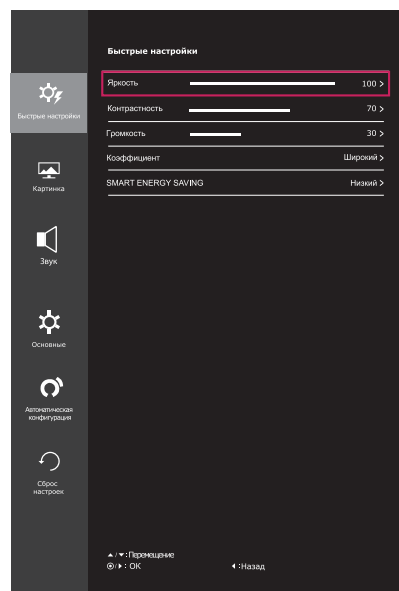 Быстрые настройки
Яркость 100 >
Контрастность 70 >
Громкость 30 >
Коэффициент Широкий >
SMART ENERGY SAVING Низкий >
Быстрые настройки
Картинка
Звук
Основные
Автоматическая
конфигурация
Сброс
настроек
▲/▼:Перемещение
◉/▶: OK ◀:Назад